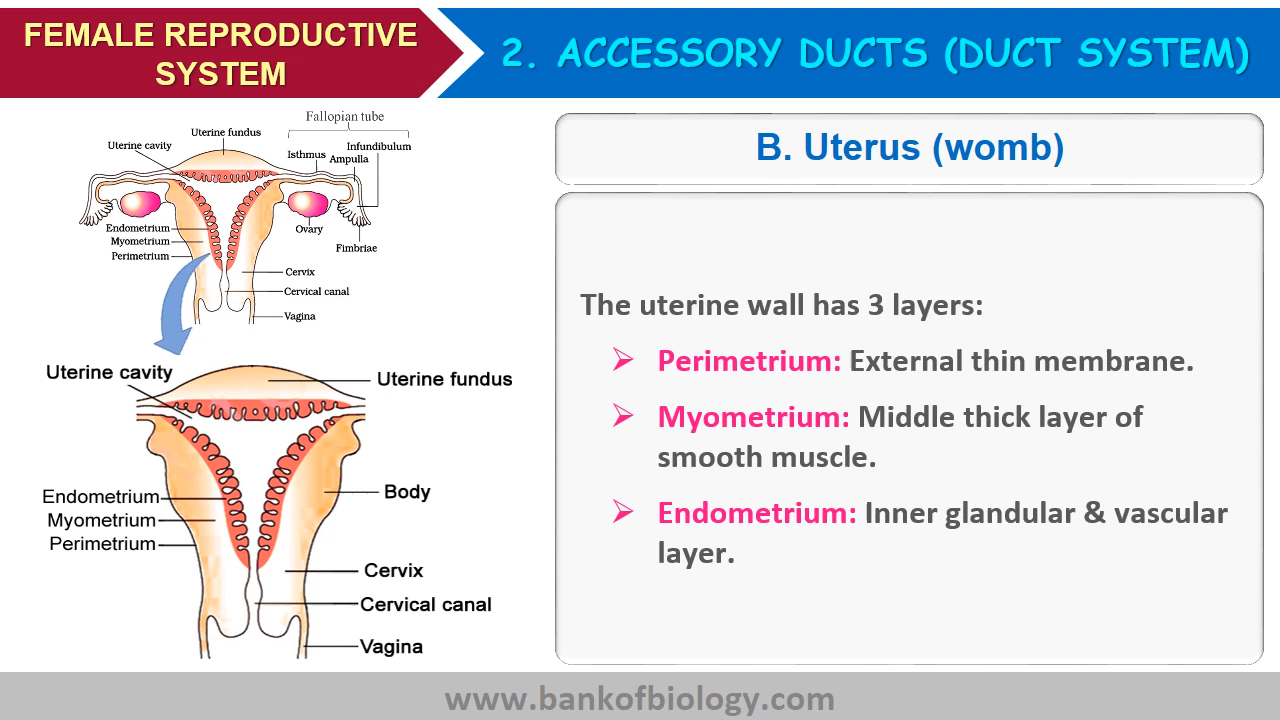 FEMALE REPRODUCTIVE
SYSTEM
2. ACCESSORY DUCTS (DUCT SYSTEM)
Fallopian tube
Uterine fundus
Uterine cavity
Isthmus
Ampulla
Infundibulum
Endometrium
Myometrium
Perimetrium
Ovary
Fimbriae
Cervix
Cervical canal
Vagina
Uterine cavity
Uterine fundus
Endometrium
Myometrium
Perimetrium
Body
Cervix
Cervical canal
Vagina
B. Uterus (womb)
The uterine wall has 3 layers:
➢ Perimetrium: External thin membrane.
➢ Myometrium: Middle thick layer of
smooth muscle.
➢ Endometrium: Inner glandular & vascular
layer.
www.bankofbiology.com